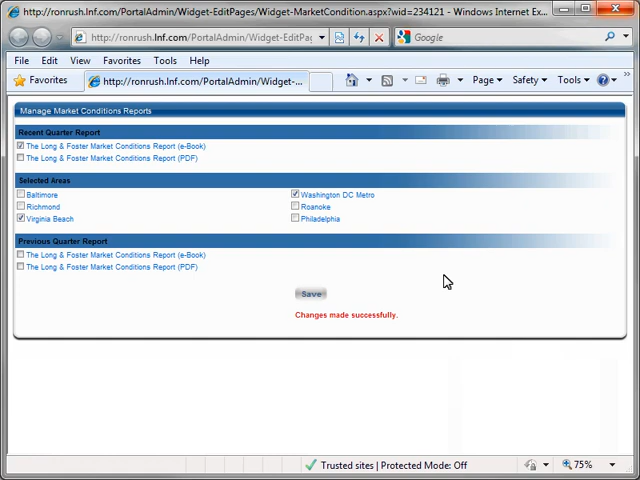 http://ronrush.lnf.com/PortalAdmin/Widget-EditPages/Widget-MarketCondition.aspx?wid=234121 - Windows Internet Ex...
http://ronrush.lnf.com/PortalAdmin/Widget-EditPag
Google
File Edit View Favorites Tools Help
Favorites http://ronrush.lnf.com/PortalAdmin/Widget-... Page Safety Tools
Manage Market Conditions Reports
Recent Quarter Report
The Long & Foster Market Conditions Report (e-Book)
The Long & Foster Market Conditions Report (PDF)
Selected Areas
Baltimore Washington DC Metro
Richmond Roanoke
Virginia Beach Philadelphia
Previous Quarter Report
The Long & Foster Market Conditions Report (e-Book)
The Long & Foster Market Conditions Report (PDF)
Save
Changes made successfully.
Trusted sites | Protected Mode: Off 75%